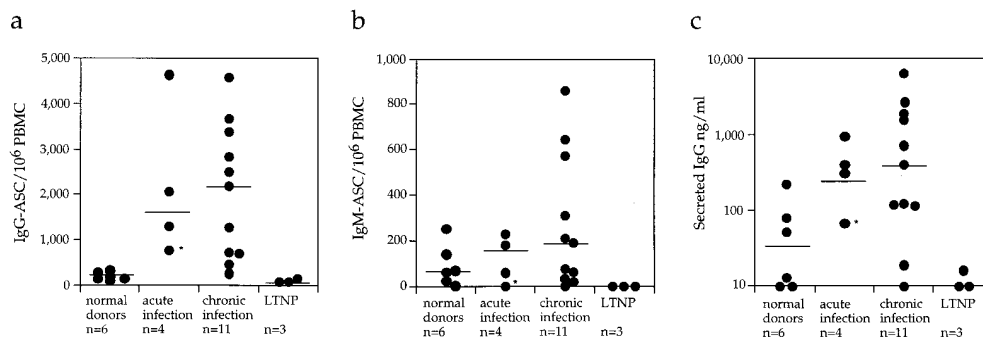 a
IgG-ASC/10⁶ PBMC
5,000
4,000
3,000
2,000
1,000
0
*
normal donors n=6
acute infection n=4
chronic infection n=11
LTNP n=3
b
IgM-ASC/10⁶ PBMC
1,000
800
600
400
200
0
*
normal donors n=6
acute infection n=4
chronic infection n=11
LTNP n=3
c
Secreted IgG ng/ml
10,000
1,000
100
10
*
normal donors n=6
acute infection n=4
chronic infection n=11
LTNP n=3